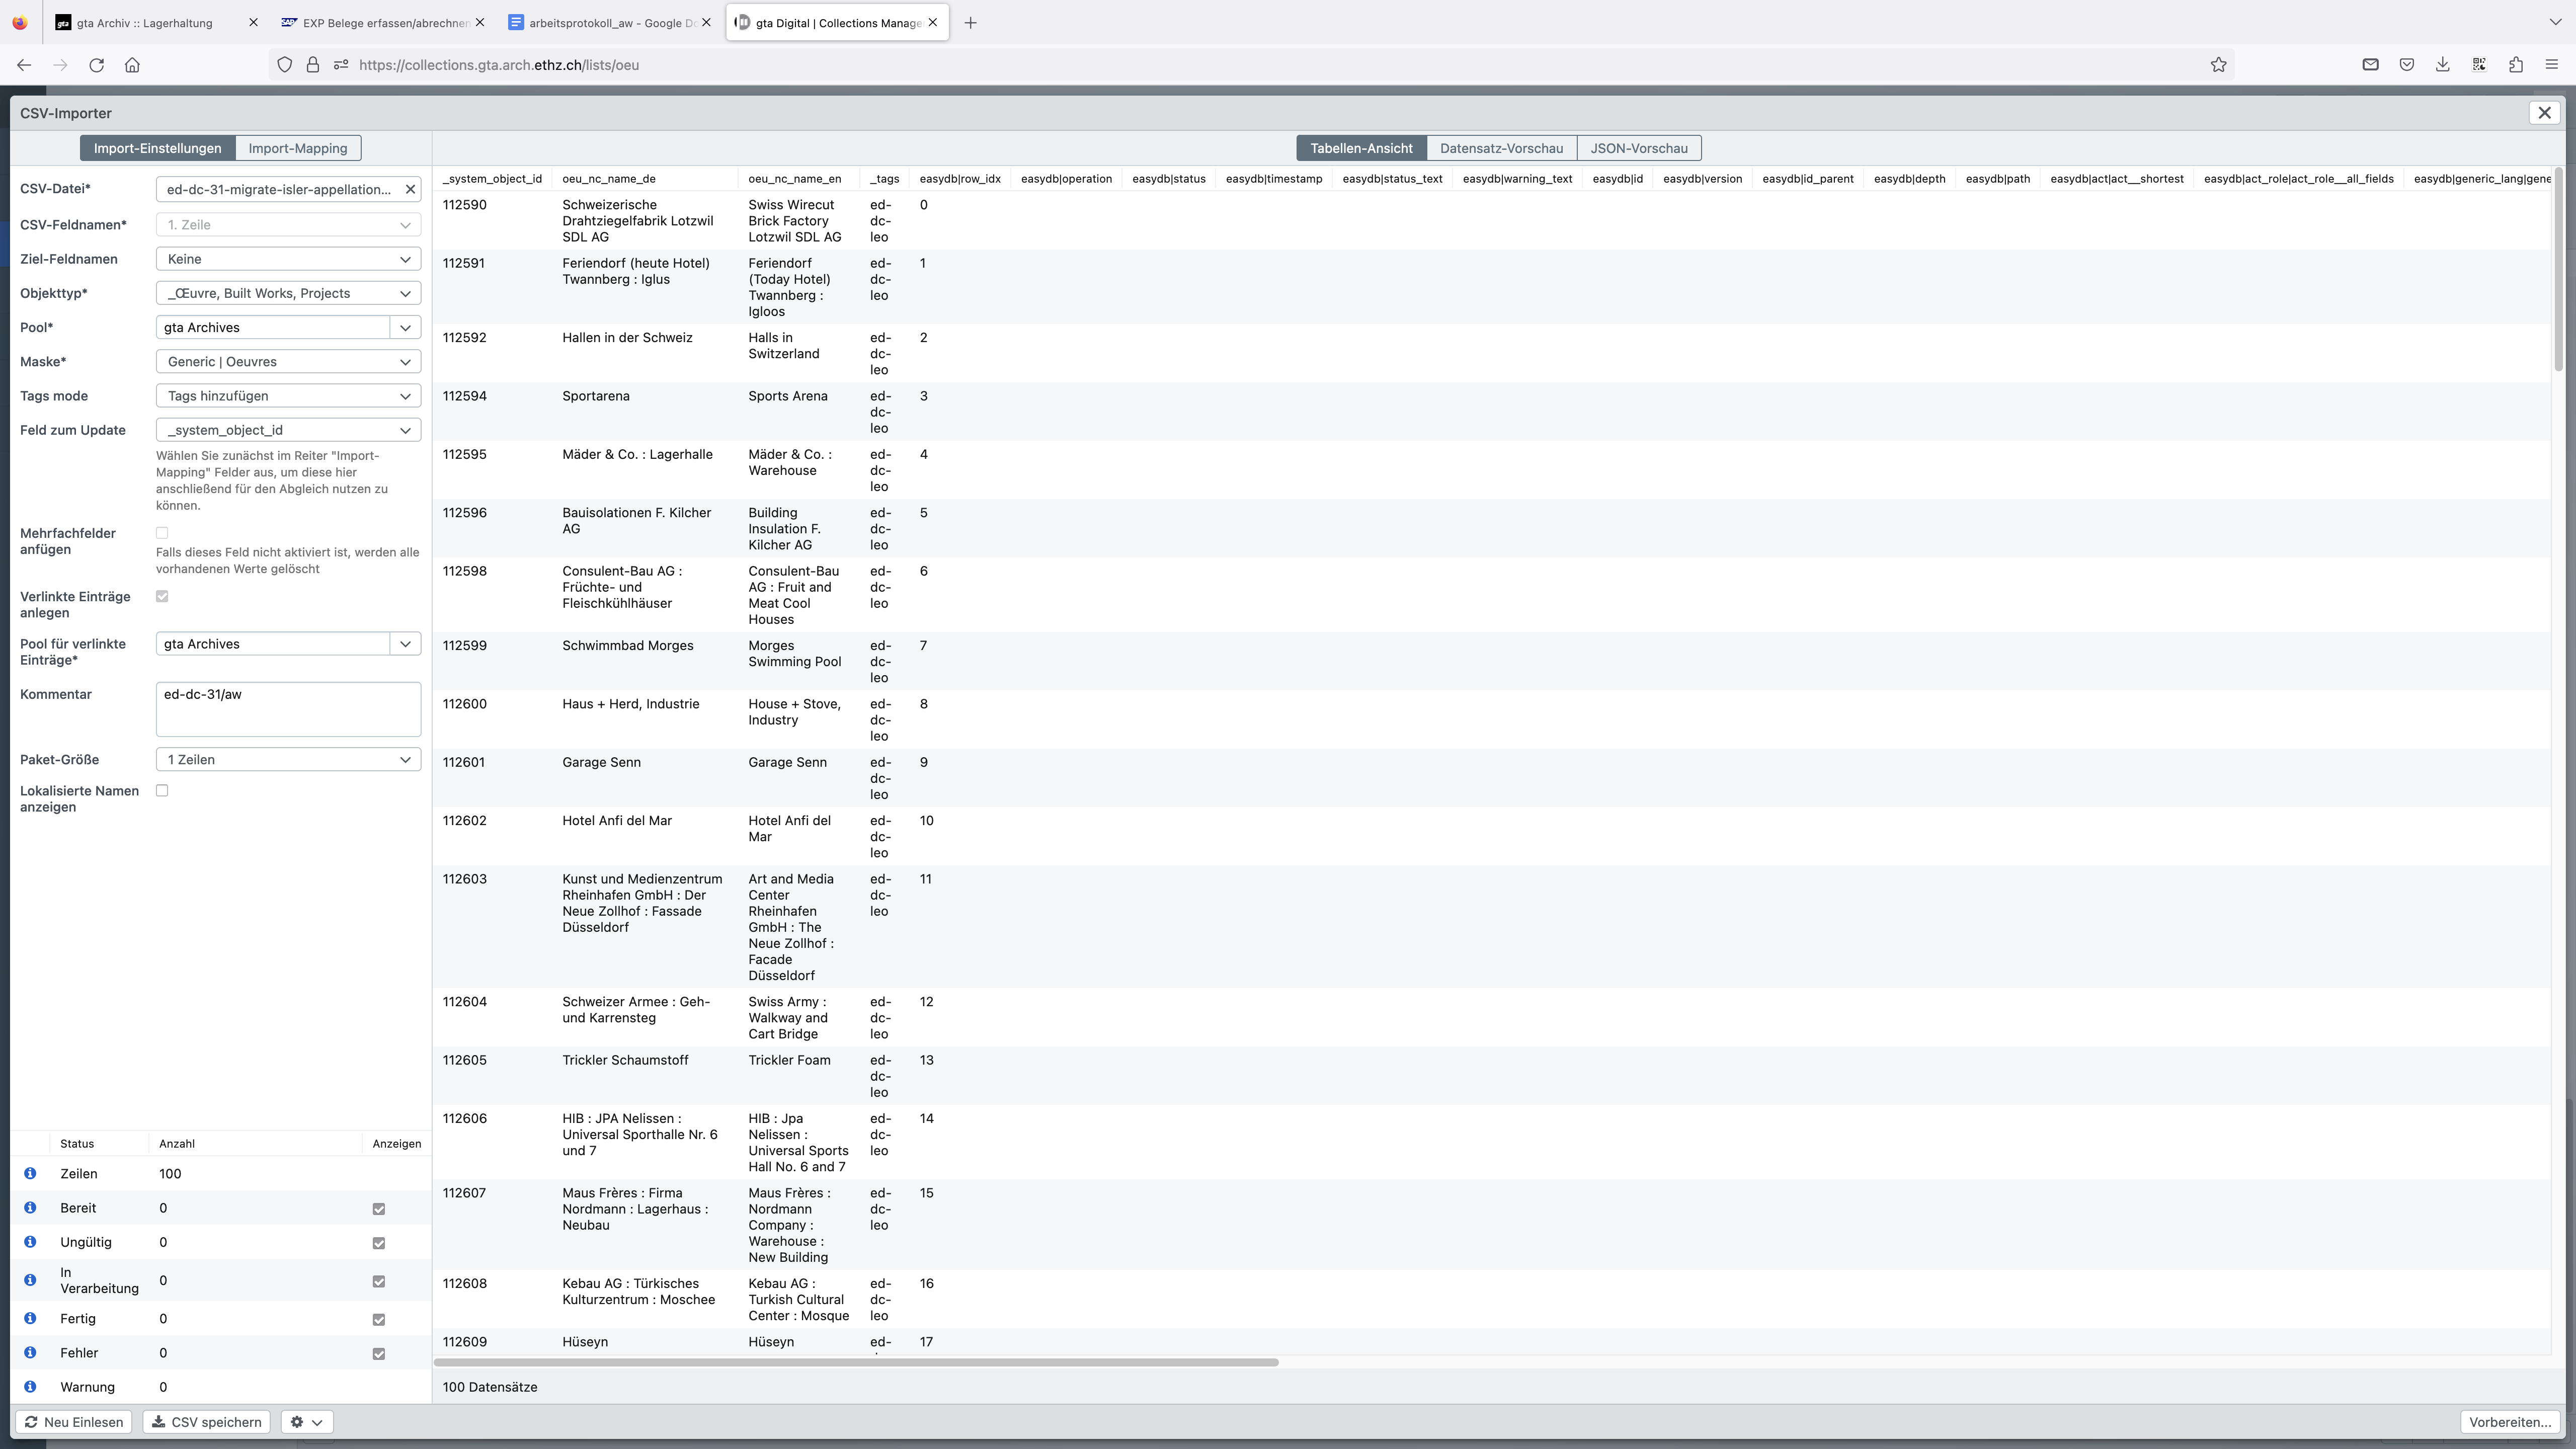 gta Archiv :: Lagerhaltung
EXP Belege erfassen/abrechnen
arbeitsprotokoll_aw - Google Do
gta Digital | Collections Manage
https://collections.gta.arch.ethz.ch/lists/oeu
CSV-Importer
Import-Einstellungen
Import-Mapping
Tabellen-Ansicht
Datensatz-Vorschau
JSON-Vorschau
CSV-Datei*
ed-dc-31-migrate-isler-appellation...
CSV-Feldnamen*
1. Zeile
Ziel-Feldnamen
Keine
Objekttyp*
_Œuvre, Built Works, Projects
Pool*
gta Archives
Maske*
Generic | Oeuvres
Tags mode
Tags hinzufügen
Feld zum Update
_system_object_id
Wählen Sie zunächst im Reiter "Import-
Mapping" Felder aus, um diese hier
anschließend für den Abgleich nutzen zu
können.
Mehrfachfelder
anfügen
Falls dieses Feld nicht aktiviert ist, werden alle
vorhandenen Werte gelöscht
Verlinkte Einträge
anlegen
Pool für verlinkte
Einträge*
gta Archives
Kommentar
ed-dc-31/aw
Paket-Größe
1 Zeilen
Lokalisierte Namen
anzeigen
Status Anzahl Anzeigen
Zeilen 100
Bereit 0
Ungültig 0
In
Verarbeitung 0
Fertig 0
Fehler 0
Warnung 0
Neu Einlesen
CSV speichern
_system_object_id oeu_nc_name_de oeu_nc_name_en _tags easydb|row_idx easydb|operation easydb|status easydb|timestamp easydb|status_text easydb|warning_text easydb|id easydb|version easydb|id_parent easydb|depth easydb|path easydb|act|act__shortest easydb|act_role|act_role__all_fields easydb|generic_lang|gene
112590
Schweizerische
Drahtziegelfabrik Lotzwil
SDL AG
Swiss Wirecut
Brick Factory
Lotzwil SDL AG
ed-
dc-
leo
0
112591
Feriendorf (heute Hotel)
Twannberg : Iglus
Feriendorf
(Today Hotel)
Twannberg :
Igloos
ed-
dc-
leo
1
112592
Hallen in der Schweiz
Halls in
Switzerland
ed-
dc-
leo
2
112594
Sportarena
Sports Arena
ed-
dc-
leo
3
112595
Mäder & Co. : Lagerhalle
Mäder & Co. :
Warehouse
ed-
dc-
leo
4
112596
Bauisolationen F. Kilcher
AG
Building
Insulation F.
Kilcher AG
ed-
dc-
leo
5
112598
Consulent-Bau AG :
Früchte- und
Fleischkühlhäuser
Consulent-Bau
AG : Fruit and
Meat Cool
Houses
ed-
dc-
leo
6
112599
Schwimmbad Morges
Morges
Swimming Pool
ed-
dc-
leo
7
112600
Haus + Herd, Industrie
House + Stove,
Industry
ed-
dc-
leo
8
112601
Garage Senn
Garage Senn
ed-
dc-
leo
9
112602
Hotel Anfi del Mar
Hotel Anfi del
Mar
ed-
dc-
leo
10
112603
Kunst und Medienzentrum
Rheinhafen GmbH : Der
Neue Zollhof : Fassade
Düsseldorf
Art and Media
Center
Rheinhafen
GmbH : The
Neue Zollhof :
Facade
Düsseldorf
ed-
dc-
leo
11
112604
Schweizer Armee : Geh-
und Karrensteg
Swiss Army :
Walkway and
Cart Bridge
ed-
dc-
leo
12
112605
Trickler Schaumstoff
Trickler Foam
ed-
dc-
leo
13
112606
HIB : JPA Nelissen :
Universal Sporthalle Nr. 6
und 7
HIB : Jpa
Nelissen :
Universal Sports
Hall No. 6 and 7
ed-
dc-
leo
14
112607
Maus Frères : Firma
Nordmann : Lagerhaus :
Neubau
Maus Frères :
Nordmann
Company :
Warehouse :
New Building
ed-
dc-
leo
15
112608
Kebau AG : Türkisches
Kulturzentrum : Moschee
Kebau AG :
Turkish Cultural
Center : Mosque
ed-
dc-
leo
16
112609
Hüseyn
Hüseyn
ed-
17
100 Datensätze
Vorbereiten...